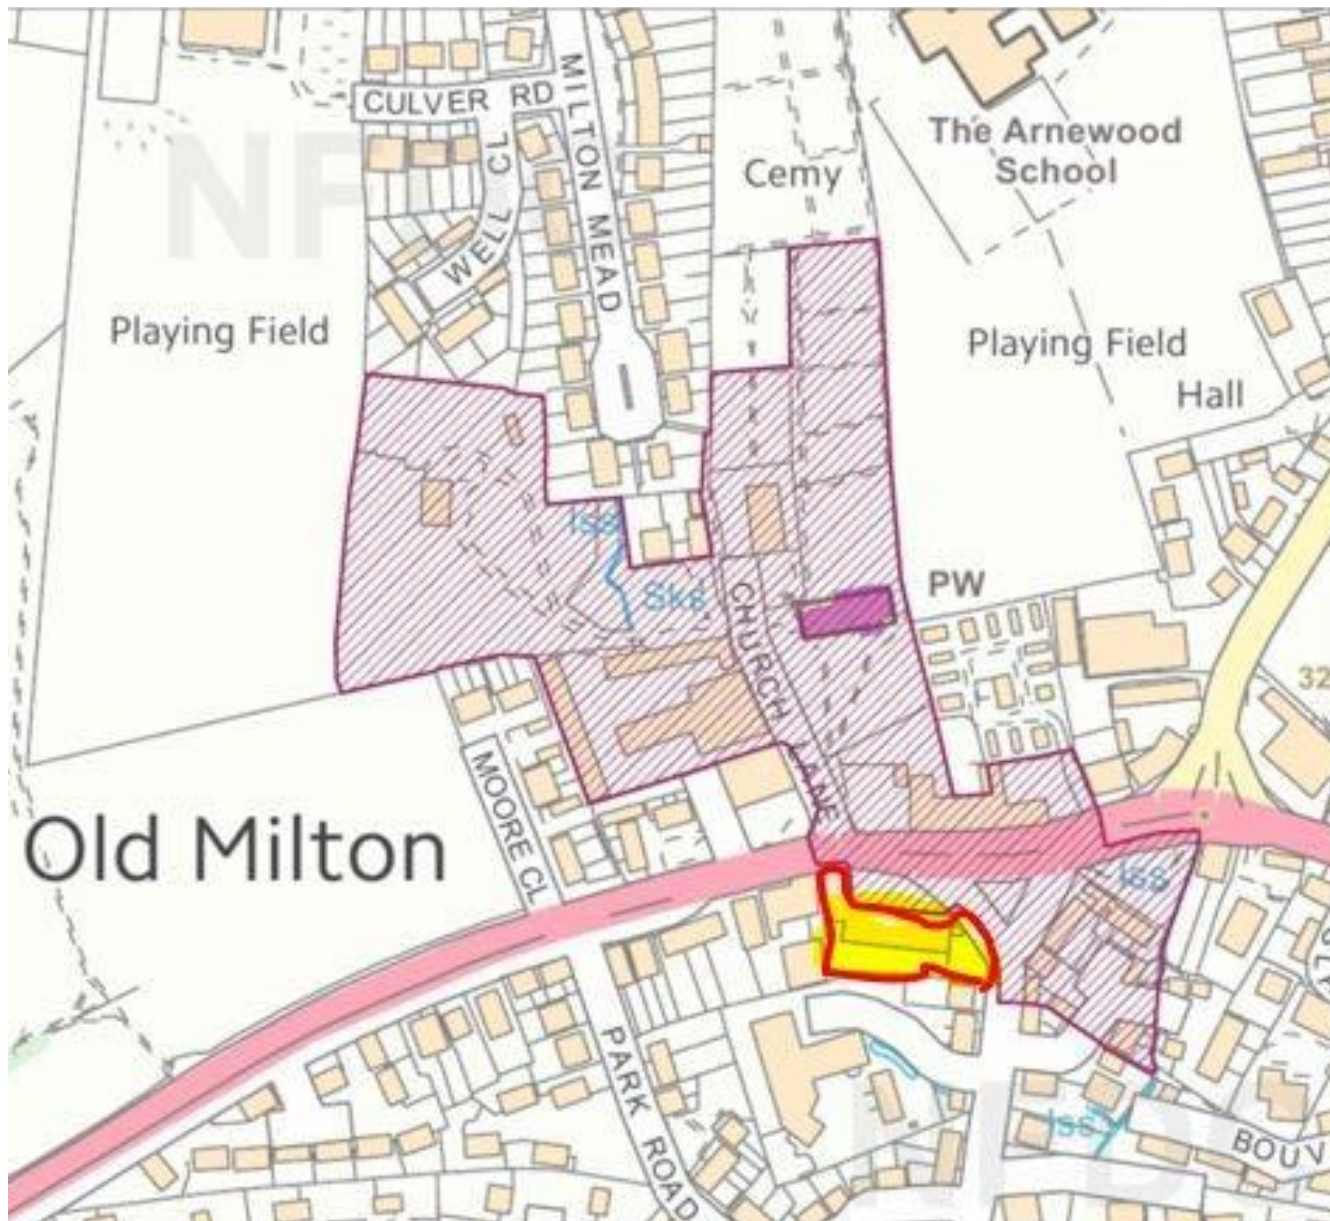 CULVER RD
MILTON MEAD
WELL CL
Cemy
The Arnewood
School
Playing Field
Playing Field
Hall
Iss
Sks
PW
CHURCH LANE
32
MOORE CL
Old Milton
Iss
PARK ROAD
Iss
BOUV